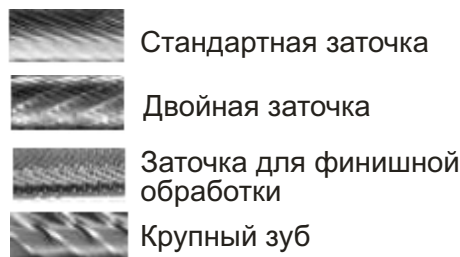 Стандартная заточка
Двойная заточка
Заточка для финишной
обработки
Крупный зуб